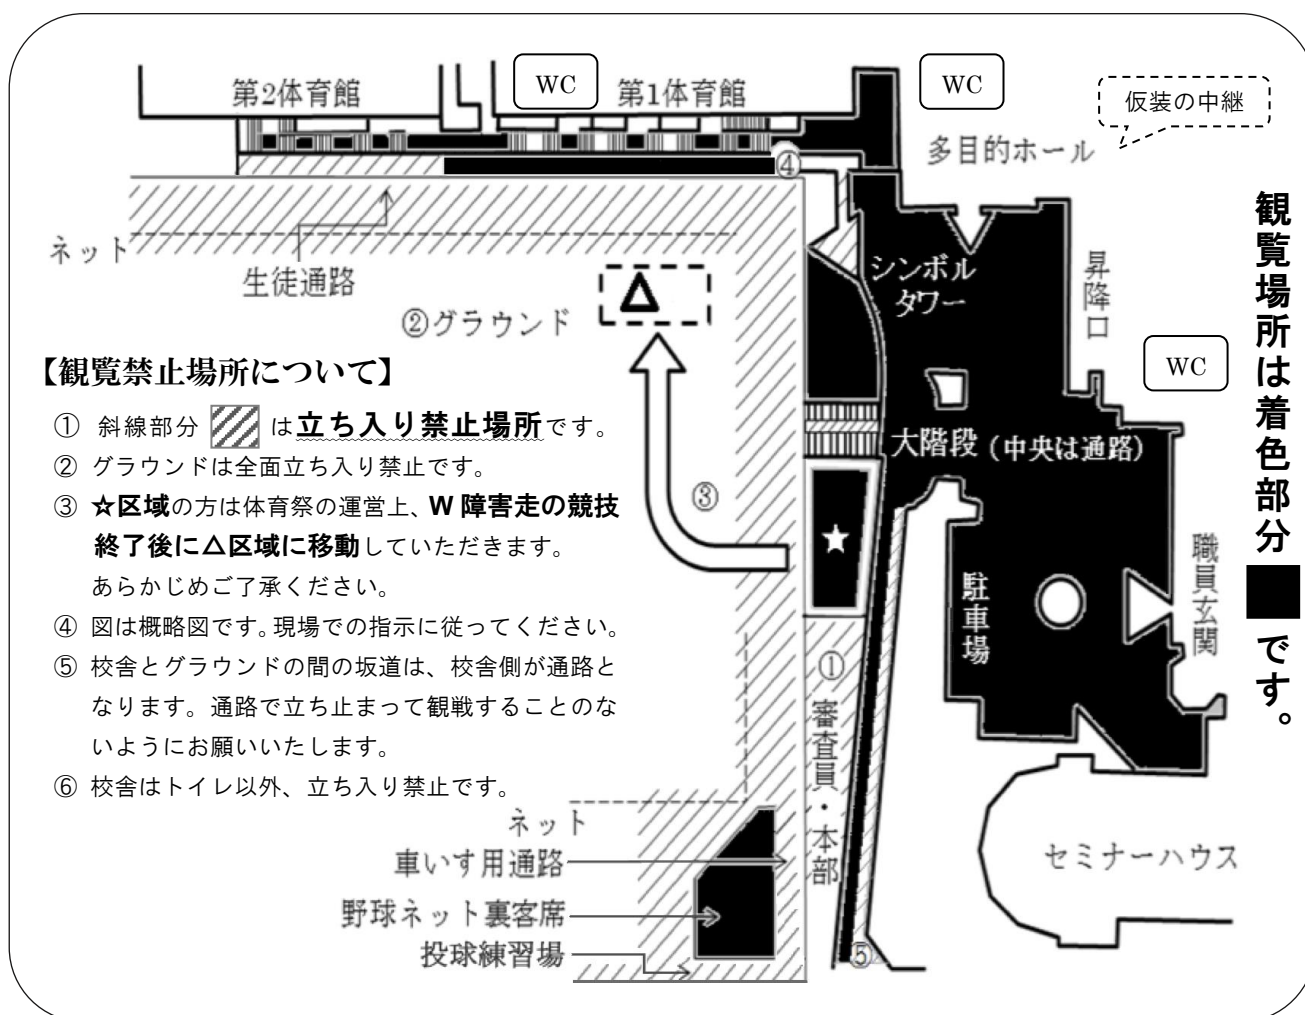 第2体育館
WC
第1体育館
WC
仮装の中継
多目的ホール
④
ネット
生徒通路
②グラウンド
△
シンボル
タワー
昇降口
WC
観覧場所は着色部分 です。
【観覧禁止場所について】
① 斜線部分 は立ち入り禁止場所です。
② グラウンドは全面立ち入り禁止です。
③ ☆区域の方は体育祭の運営上、W 障害走の競技
終了後に△区域に移動していただきます。
あらかじめご了承ください。
④ 図は概略図です。現場での指示に従ってください。
⑤ 校舎とグラウンドの間の坂道は、校舎側が通路と
なります。通路で立ち止まって観戦することのな
いようにお願いいたします。
⑥ 校舎はトイレ以外、立ち入り禁止です。
大階段（中央は通路）
③
★
駐車場
職員玄関
①
審査員・本部
ネット
車いす用通路
野球ネット裏客席
投球練習場
⑤
セミナーハウス